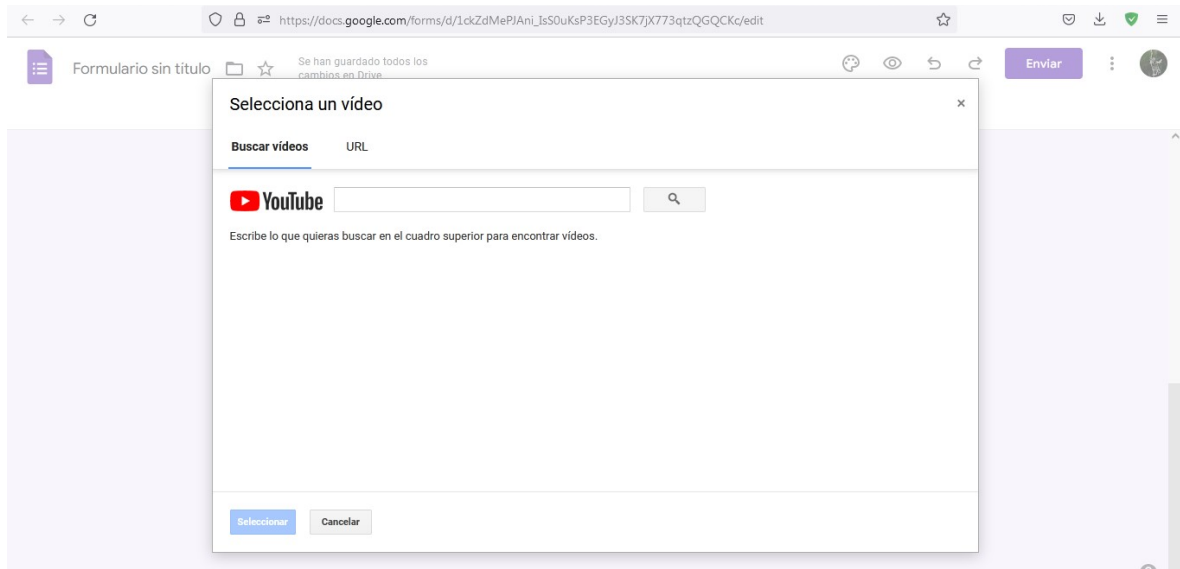 https://docs.google.com/forms/d/1ckZdMePJAni_IsS0uKsP3EGyJ3SK7jX773qtzQGQCKc/edit
Formulario sin título
Se han guardado todos los
cambios en Drive
Enviar
Selecciona un vídeo
×
Buscar vídeos
URL
YouTube
Escribe lo que quieras buscar en el cuadro superior para encontrar vídeos.
Seleccionar
Cancelar